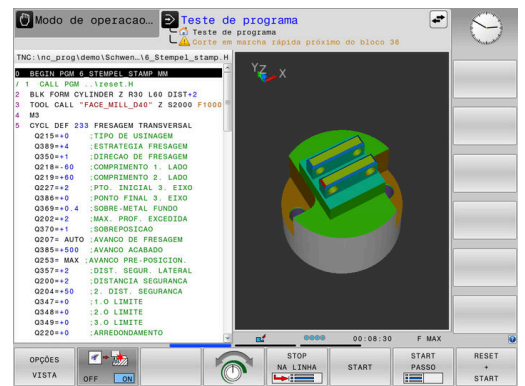 Modo de operacao...
Teste de programa
Teste de programa
Corte em marcha rápida próximo do bloco 36
TNC:\nc_prog\demo\Schwen...\6_Stempel_stamp.H
0 BEGIN PGM 6_STEMPEL_STAMP MM
/ 1 CALL PGM ..\reset.H
2 BLK FORM CYLINDER Z R30 L60 DIST+2
3 TOOL CALL "FACE_MILL_D40" Z S2000 F1000
4 M3
5 CYCL DEF 233 FRESAGEM TRANSVERSAL
Q215=+0 ;TIPO DE USINAGEM
Q389=+4 ;ESTRATEGIA FRESAGEM
Q350=+1 ;DIRECAO DE FRESAGEM
Q218=-60 ;COMPRIMENTO 1. LADO
Q219=+60 ;COMPRIMENTO 2. LADO
Q227=+2 ;PTO. INICIAL 3. EIXO
Q386=+0 ;PONTO FINAL 3. EIXO
Q369=+0.4 ;SOBRE-METAL FUNDO
Q202=+2 ;MAX. PROF. EXCEDIDA
Q370=+1 ;SOBREPOSICAO
Q207= AUTO ;AVANCO DE FRESAGEM
Q385=+500 ;AVANCO ACABADO
Q253= MAX ;AVANCO PRE-POSICION.
Q357=+2 ;DIST. SEGUR. LATERAL
Q200=+2 ;DISTANCIA SEGURANCA
Q204=+50 ;2. DIST. SEGURANCA
Q347=+0 ;1.O LIMITE
Q348=+0 ;2.O LIMITE
Q349=+0 ;3.O LIMITE
Q220=+0 ;ARREDONDAMENTO
Y Z X
00:08:30 F MAX
OPÇÕES VISTA
OFF ON
STOP NA LINHA
START
START PASSO
RESET + START